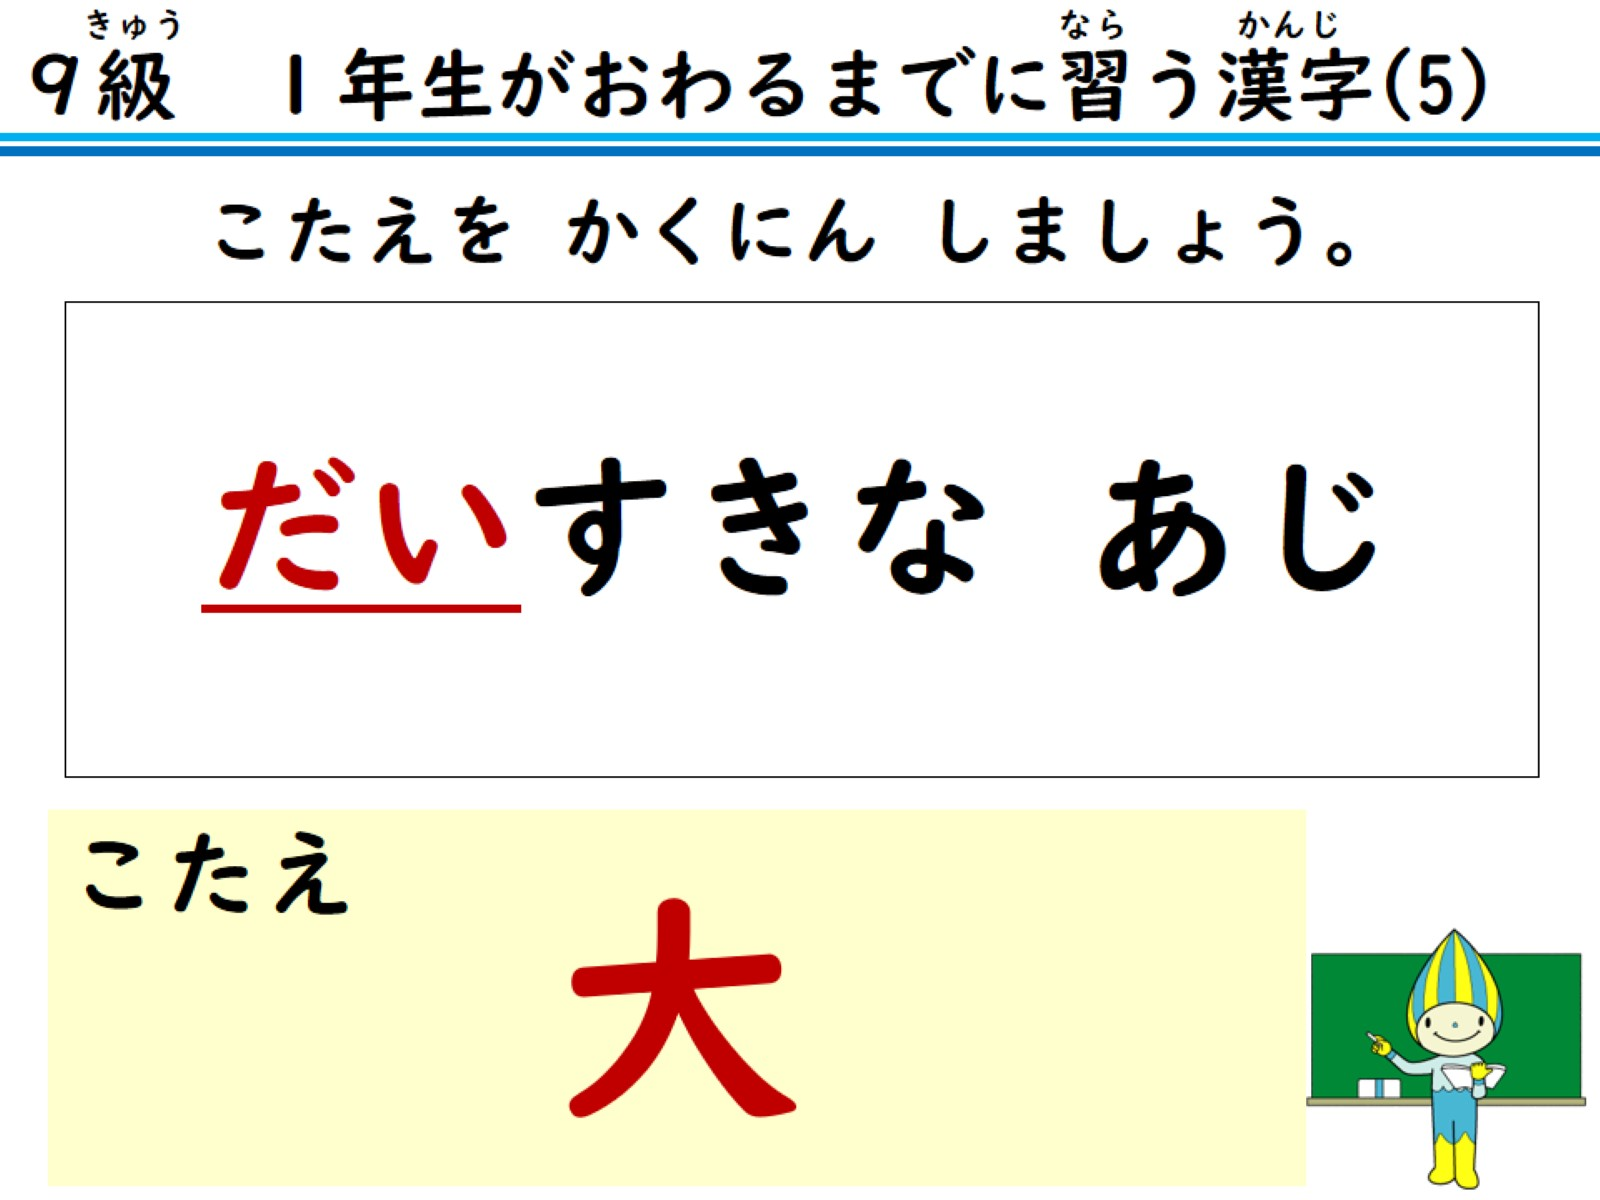 きゅう なら かんじ
9級 1年生がおわるまでに習う漢字(5)
こたえを かくにん しましょう。
だいすきな あじ
こたえ
大